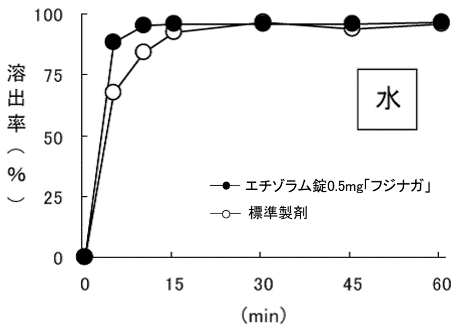 100
75
50
25
0
溶出率(%)
水
エチゾラム錠0.5mg「フジナガ」
標準製剤
0 15 30 45 60
(min)